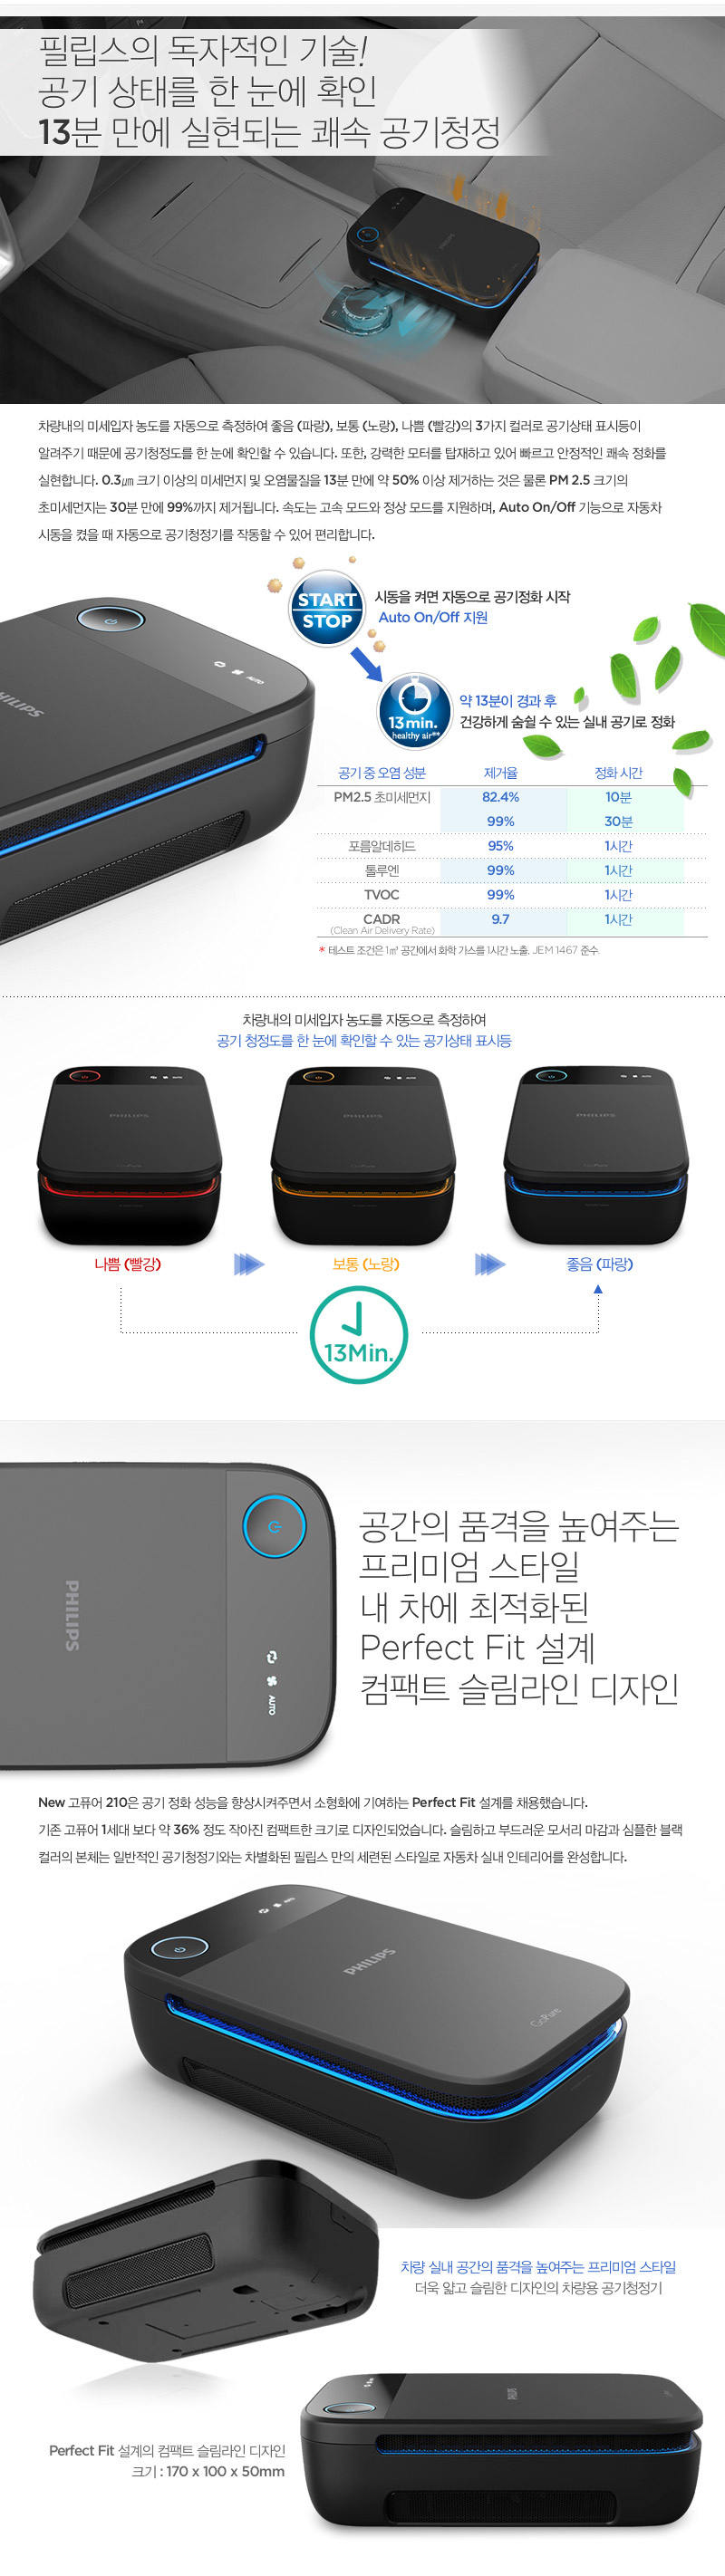 필립스의 독자적인 기술!
공기 상태를 한 눈에 확인
13분 만에 실현되는 쾌속 공기청정
PHILIPS
차량내의 미세입자 농도를 자동으로 측정하여 좋음 (파랑), 보통 (노랑), 나쁨 (빨강)의 3가지 컬러로 공기상태 표시등이
알려주기 때문에 공기청정도를 한 눈에 확인할 수 있습니다. 또한, 강력한 모터를 탑재하고 있어 빠르고 안정적인 쾌속 정화를
실현합니다. 0.3㎛ 크기 이상의 미세먼지 및 오염물질을 13분 만에 약 50% 이상 제거하는 것은 물론 PM 2.5 크기의
초미세먼지는 30분 만에 99%까지 제거됩니다. 속도는 고속 모드와 정상 모드를 지원하며, Auto On/Off 기능으로 자동차
시동을 켰을 때 자동으로 공기청정기를 작동할 수 있어 편리합니다.
START
STOP
시동을 켜면 자동으로 공기정화 시작
Auto On/Off 지원
AUTO
PHILIPS
13min.
healthy air**
약 13분이 경과 후
건강하게 숨쉴 수 있는 실내 공기로 정화
공기 중 오염 성분 제거율 정화 시간
PM2.5 초미세먼지 82.4% 10분
99% 30분
포름알데히드 95% 1시간
톨루엔 99% 1시간
TVOC 99% 1시간
CADR 9.7 1시간
(Clean Air Delivery Rate)
* 테스트 조건은 1㎥ 공간에서 화학 가스를 1시간 노출. JEM 1467 준수.
차량내의 미세입자 농도를 자동으로 측정하여
공기 청정도를 한 눈에 확인할 수 있는 공기상태 표시등
PHILIPS PHILIPS PHILIPS
GoPure GoPure GoPure
나쁨 (빨강) 보통 (노랑) 좋음 (파랑)
13Min.
PHILIPS
AUTO
공간의 품격을 높여주는
프리미엄 스타일
내 차에 최적화된
Perfect Fit 설계
컴팩트 슬림라인 디자인
New 고퓨어 210은 공기 정화 성능을 향상시켜주면서 소형화에 기여하는 Perfect Fit 설계를 채용했습니다.
기존 고퓨어 1세대 보다 약 36% 정도 작아진 컴팩트한 크기로 디자인되었습니다. 슬림하고 부드러운 모서리 마감과 심플한 블랙
컬러의 본체는 일반적인 공기청정기와는 차별화된 필립스 만의 세련된 스타일로 자동차 실내 인테리어를 완성합니다.
AUTO
PHILIPS
GoPure
차량 실내 공간의 품격을 높여주는 프리미엄 스타일
더욱 얇고 슬림한 디자인의 차량용 공기청정기
PHILIPS
Perfect Fit 설계의 컴팩트 슬림라인 디자인
크기 : 170 x 100 x 50mm